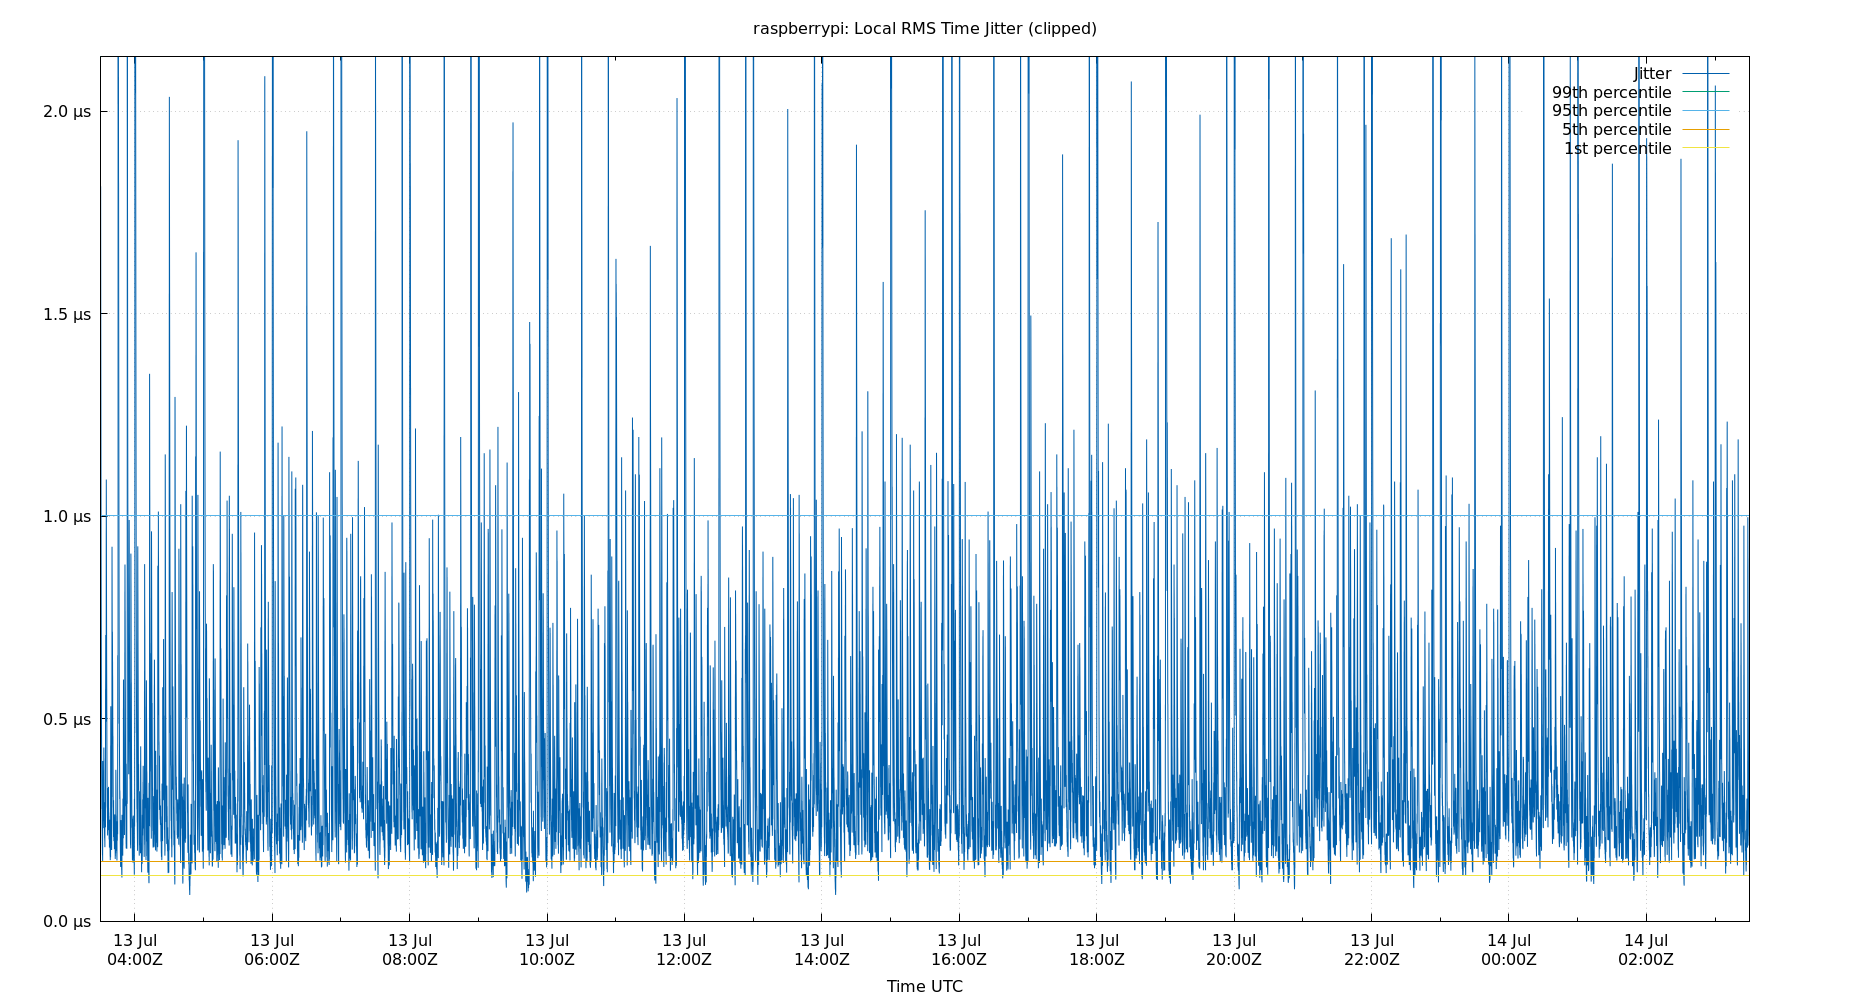 raspberrypi: Local RMS Time Jitter (clipped)
Jitter
99th percentile
95th percentile
5th percentile
1st percentile
2.0 µs
1.5 µs
1.0 µs
0.5 µs
0.0 µs
13 Jul 13 Jul 13 Jul 13 Jul 13 Jul 13 Jul 13 Jul 13 Jul 13 Jul 13 Jul 14 Jul 14 Jul
04:00Z 06:00Z 08:00Z 10:00Z 12:00Z 14:00Z 16:00Z 18:00Z 20:00Z 22:00Z 00:00Z 02:00Z
Time UTC